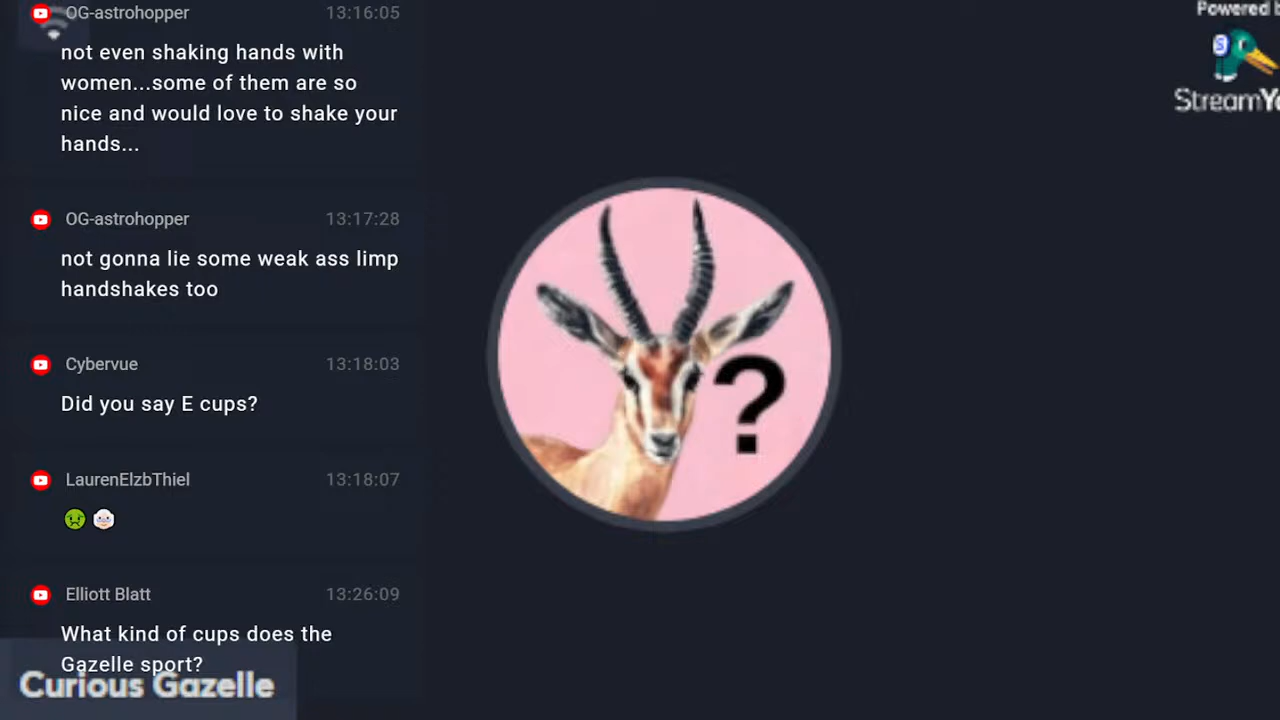 OG-astrohopper 13:16:05
not even shaking hands with
women...some of them are so
nice and would love to shake your
hands...
OG-astrohopper 13:17:28
not gonna lie some weak ass limp
handshakes too
Cybervue 13:18:03
Did you say E cups?
LaurenElzbThiel 13:18:07
🤢 👵🏻
Elliott Blatt 13:26:09
What kind of cups does the
Gazelle sport?
Curious Gazelle
?
Powered b
StreamY